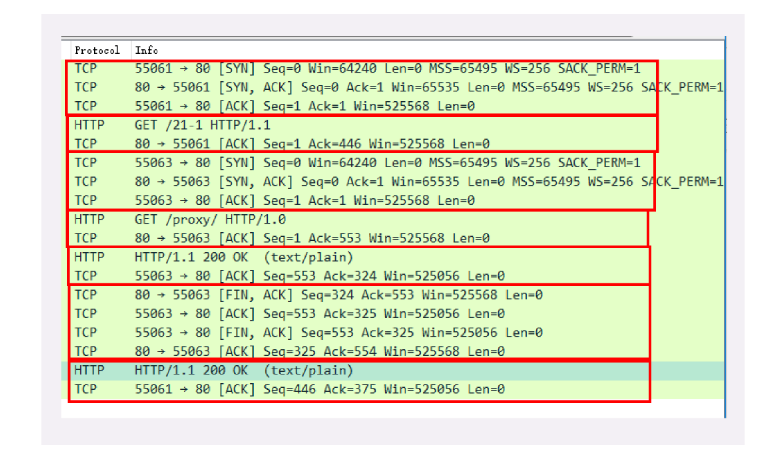 Protocol Info
TCP 55061 → 80 [SYN] Seq=0 Win=64240 Len=0 MSS=65495 WS=256 SACK_PERM=1
TCP 80 → 55061 [SYN, ACK] Seq=0 Ack=1 Win=65535 Len=0 MSS=65495 WS=256 SACK_PERM=1
TCP 55061 → 80 [ACK] Seq=1 Ack=1 Win=525568 Len=0
HTTP GET /21-1 HTTP/1.1
TCP 80 → 55061 [ACK] Seq=1 Ack=446 Win=525568 Len=0
TCP 55063 → 80 [SYN] Seq=0 Win=64240 Len=0 MSS=65495 WS=256 SACK_PERM=1
TCP 80 → 55063 [SYN, ACK] Seq=0 Ack=1 Win=65535 Len=0 MSS=65495 WS=256 SACK_PERM=1
TCP 55063 → 80 [ACK] Seq=1 Ack=1 Win=525568 Len=0
HTTP GET /proxy/ HTTP/1.0
TCP 80 → 55063 [ACK] Seq=1 Ack=553 Win=525568 Len=0
HTTP HTTP/1.1 200 OK (text/plain)
TCP 55063 → 80 [ACK] Seq=553 Ack=324 Win=525056 Len=0
TCP 80 → 55063 [FIN, ACK] Seq=324 Ack=553 Win=525568 Len=0
TCP 55063 → 80 [ACK] Seq=553 Ack=325 Win=525056 Len=0
TCP 55063 → 80 [FIN, ACK] Seq=553 Ack=325 Win=525056 Len=0
TCP 80 → 55063 [ACK] Seq=325 Ack=554 Win=525568 Len=0
HTTP HTTP/1.1 200 OK (text/plain)
TCP 55061 → 80 [ACK] Seq=446 Ack=375 Win=525056 Len=0